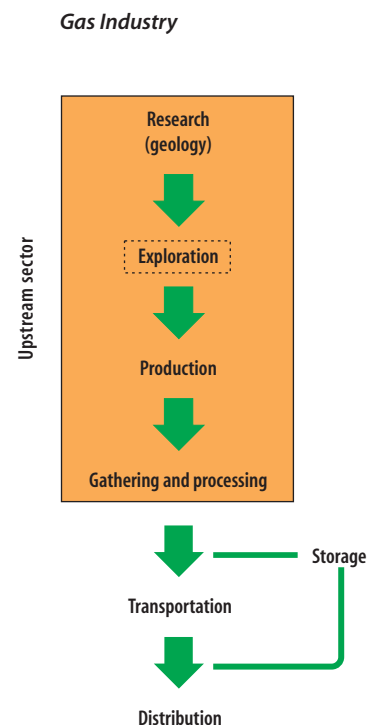 Gas Industry
Upstream sector
Research
(geology)
Exploration
Production
Gathering and processing
Storage
Transportation
Distribution